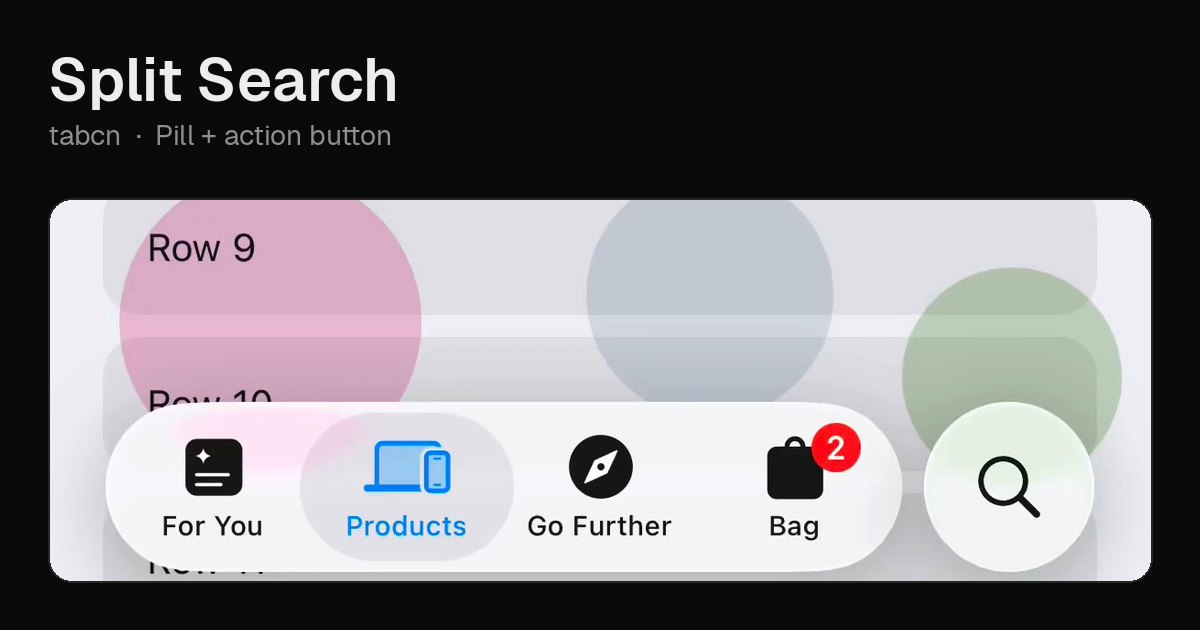 Split Search
tabcn · Pill + action button
Row 9
Row 10
For You
Products
Go Further
Bag
2